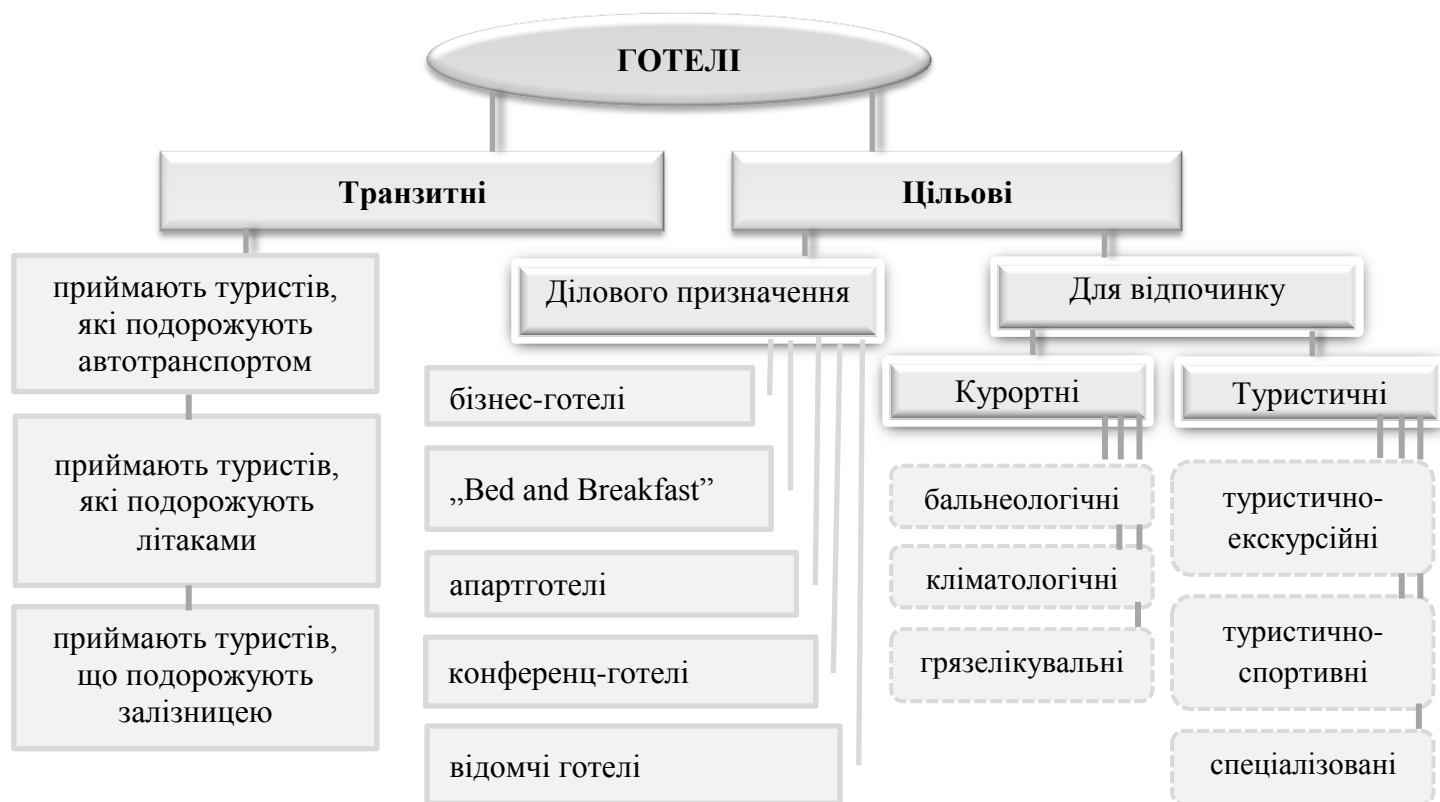 ГОТЕЛІ
Транзитні
Цільові
приймають туристів,
які подорожують
автотранспортом
приймають туристів,
які подорожують
літаками
приймають туристів,
що подорожують
залізницею
Ділового призначення
бізнес-готелі
„Bed and Breakfast”
апартготелі
конференц-готелі
відомчі готелі
Для відпочинку
Курортні
бальнеологічні
кліматологічні
грязелікувальні
Туристичні
туристично-
екскурсійні
туристично-
спортивні
спеціалізовані